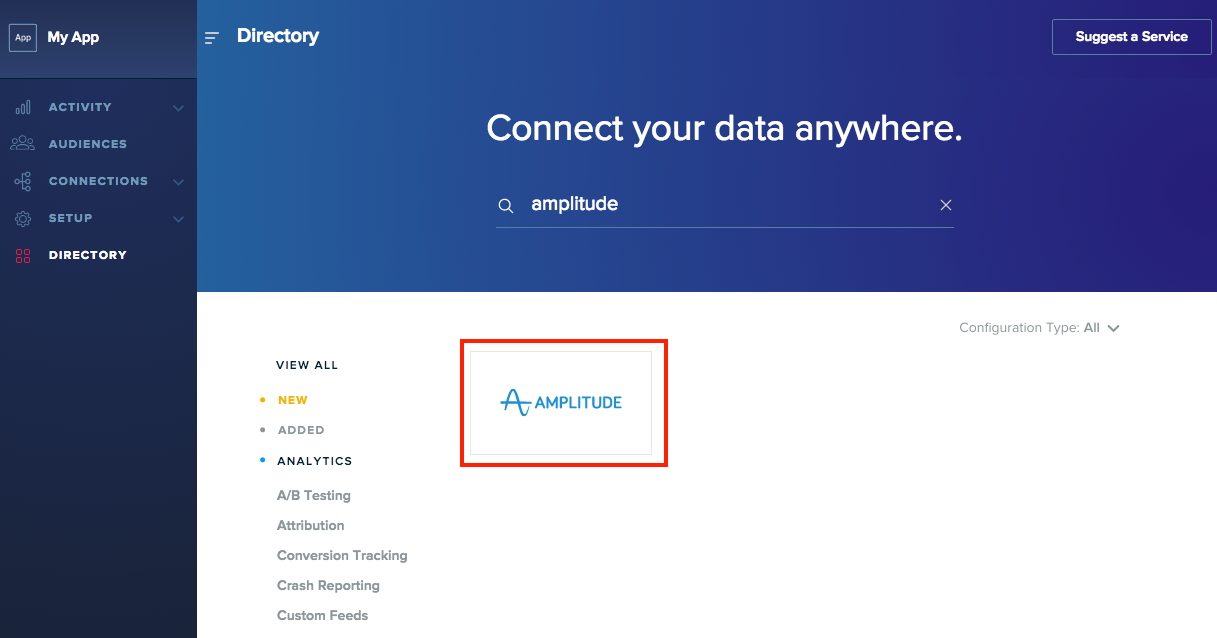 App My App
ACTIVITY
AUDIENCES
CONNECTIONS
SETUP
DIRECTORY
Directory
Suggest a Service
Connect your data anywhere.
amplitude
Configuration Type: All
VIEW ALL
NEW
ADDED
ANALYTICS
A/B Testing
Attribution
Conversion Tracking
Crash Reporting
Custom Feeds
AMPLITUDE